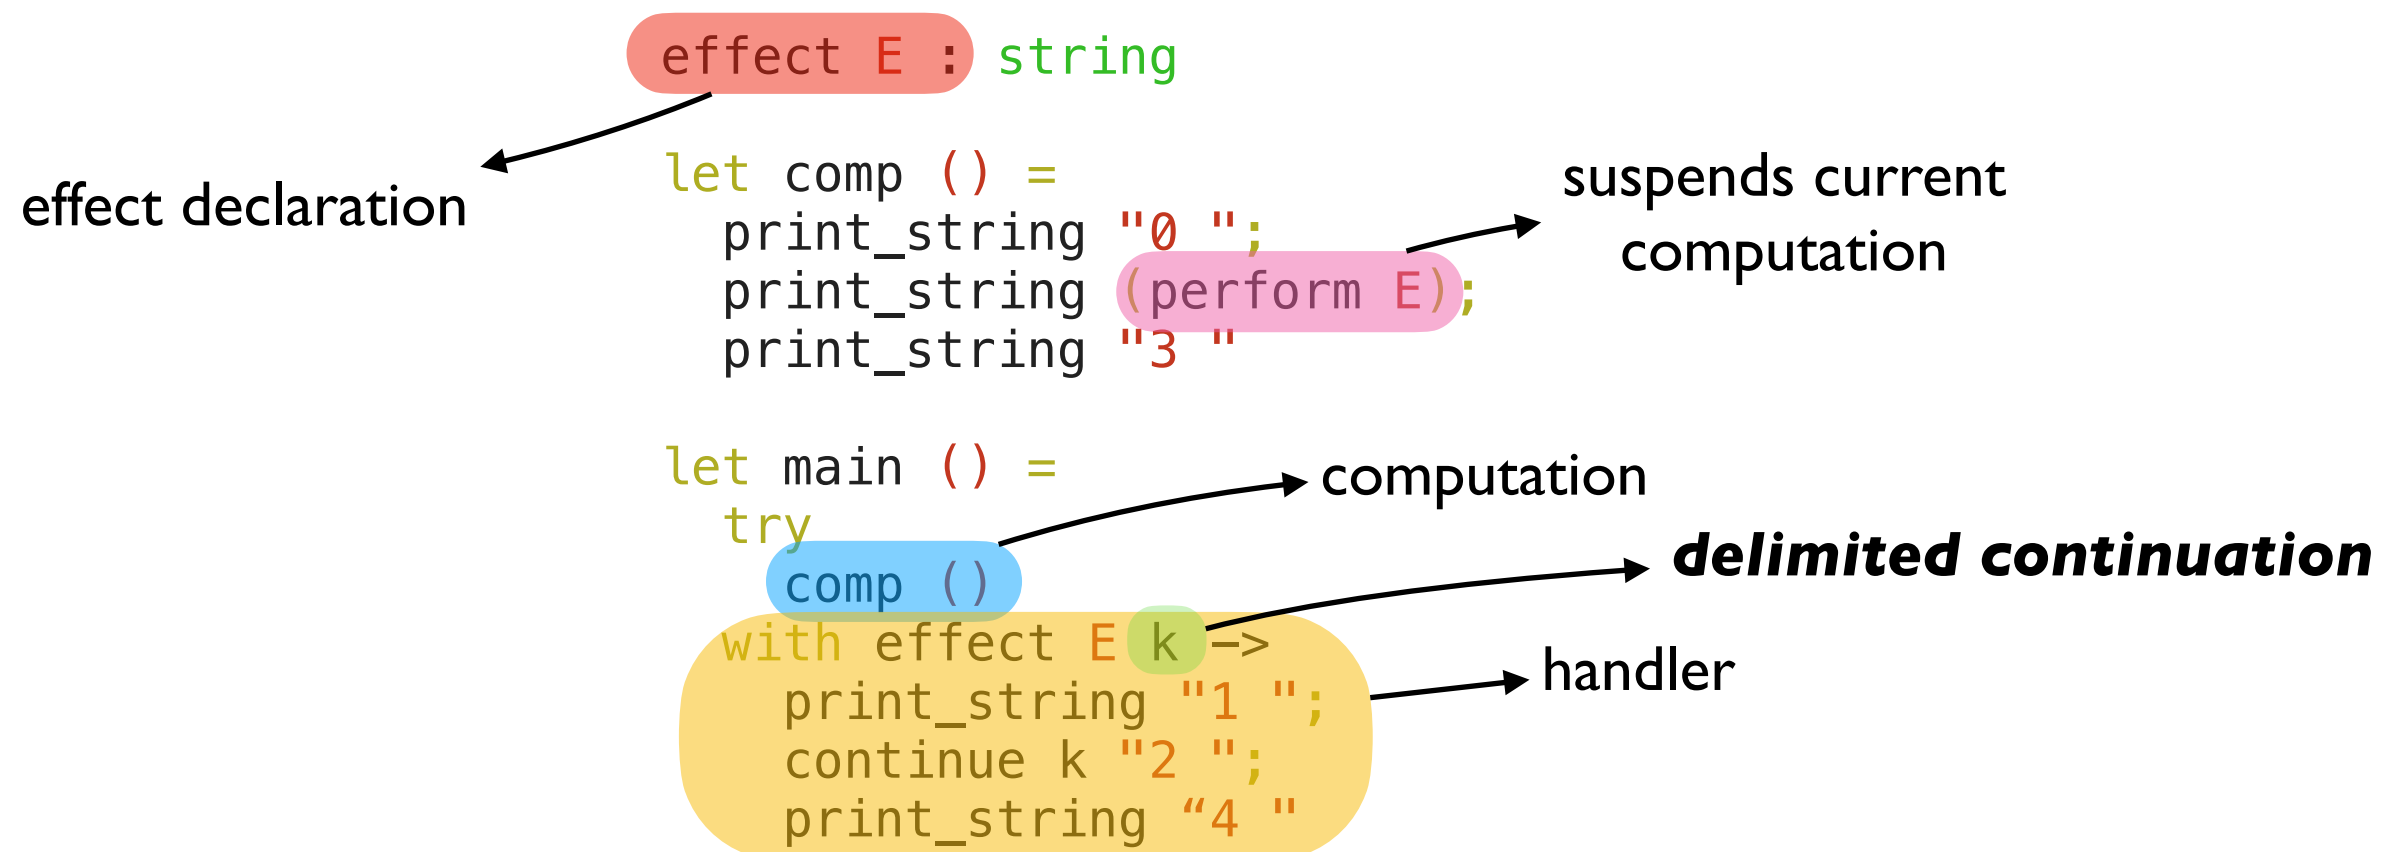 effect E : string
effect declaration
let comp () =
print_string "0 ";
print_string (perform E);
print_string "3 "
suspends current
computation
let main () =
try
comp ()
with effect E k ->
print_string "1 ";
continue k "2 ";
print_string “4 "
computation
delimited continuation
handler